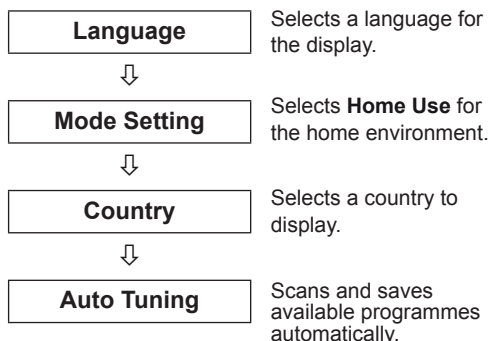 Language
Selects a language for
the display.
Mode Setting
Selects Home Use for
the home environment.
Country
Selects a country to
display.
Auto Tuning
Scans and saves
available programmes
automatically.